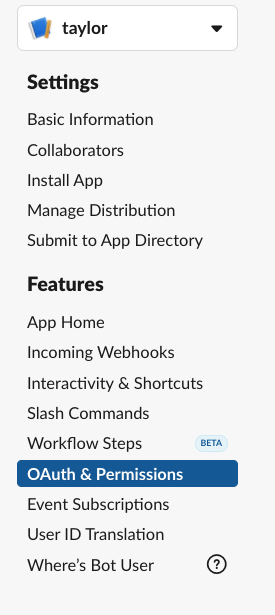 taylor
Settings
Basic Information
Collaborators
Install App
Manage Distribution
Submit to App Directory
Features
App Home
Incoming Webhooks
Interactivity & Shortcuts
Slash Commands
Workflow Steps BETA
OAuth & Permissions
Event Subscriptions
User ID Translation
Where's Bot User ?